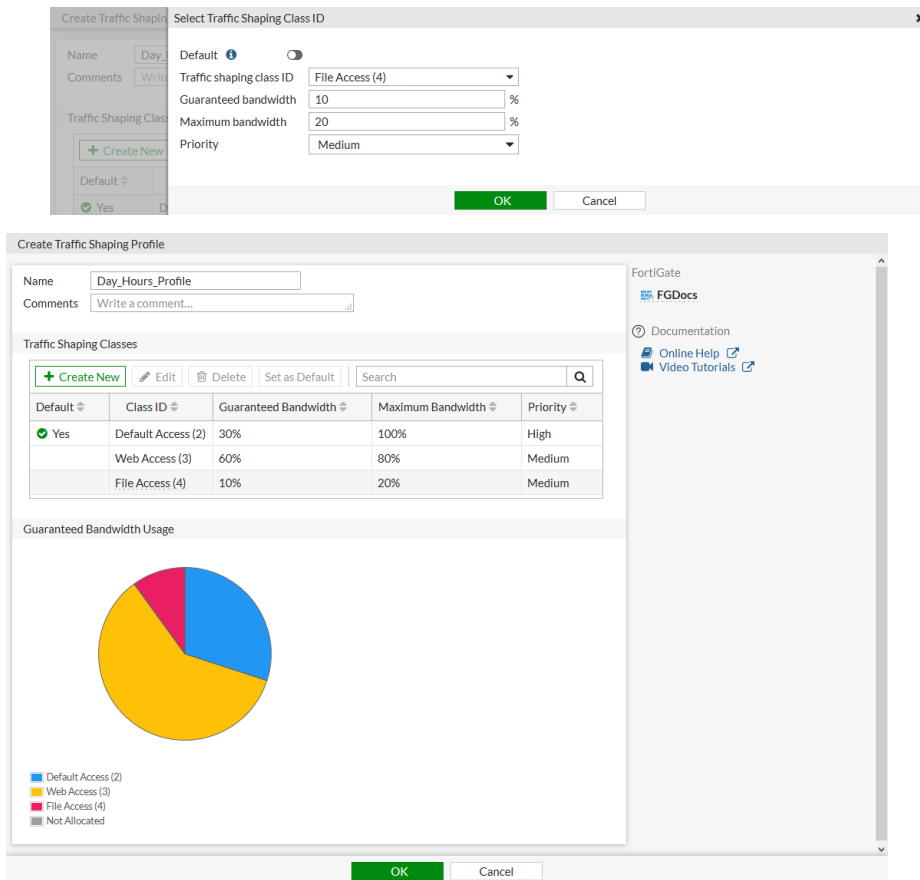 Create Traffic Shapin
Select Traffic Shaping Class ID
Name Day_
Comments Write
Traffic Shaping Class
Create New
Default
Yes D
Default
Traffic shaping class ID File Access (4)
Guaranteed bandwidth 10 %
Maximum bandwidth 20 %
Priority Medium
OK Cancel
Create Traffic Shaping Profile
Name Day_Hours_Profile
Comments Write a comment...
Traffic Shaping Classes
Create New Edit Delete Set as Default Search
Default Class ID Guaranteed Bandwidth Maximum Bandwidth Priority
Yes Default Access (2) 30% 100% High
Web Access (3) 60% 80% Medium
File Access (4) 10% 20% Medium
Guaranteed Bandwidth Usage
Default Access (2)
Web Access (3)
File Access (4)
Not Allocated
FortiGate
FGDocs
Documentation
Online Help
Video Tutorials
OK Cancel